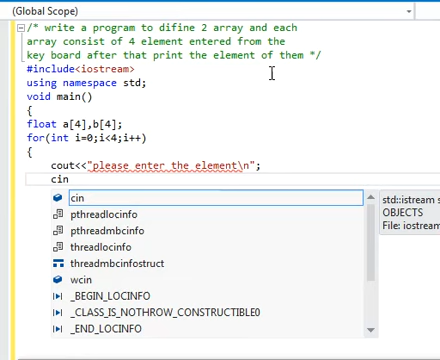 (Global Scope)
/* write a program to difine 2 array and each
array consist of 4 element entered from the
key board after that print the element of them */
#include<iostream>
using namespace std;
void main()
{
float a[4],b[4];
for(int i=0;i<4;i++)
{
cout<<"please enter the element\n";
cin
cin
pthreadlocinfo
pthreadmbcinfo
threadlocinfo
threadmbcinfostruct
wcin
_BEGIN_LOCINFO
_CLASS_IS_NOTHROW_CONSTRUCTIBLE0
_END_LOCINFO
std::istream s
OBJECTS
File: iostream